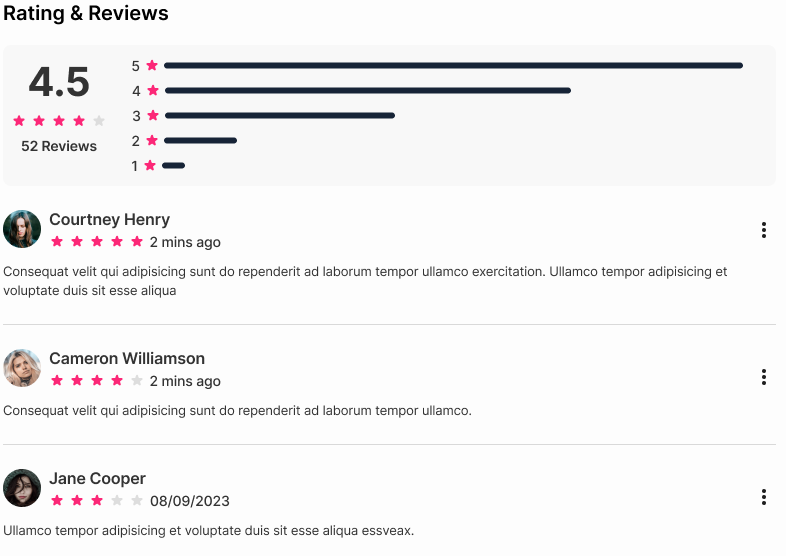 Rating & Reviews
4.5
52 Reviews
5
4
3
2
1
Courtney Henry
2 mins ago
Consequat velit qui adipisicing sunt do rependerit ad laborum tempor ullamco exercitation. Ullamco tempor adipisicing et
voluptate duis sit esse aliqua
Cameron Williamson
2 mins ago
Consequat velit qui adipisicing sunt do rependerit ad laborum tempor ullamco.
Jane Cooper
08/09/2023
Ullamco tempor adipisicing et voluptate duis sit esse aliqua essveax.